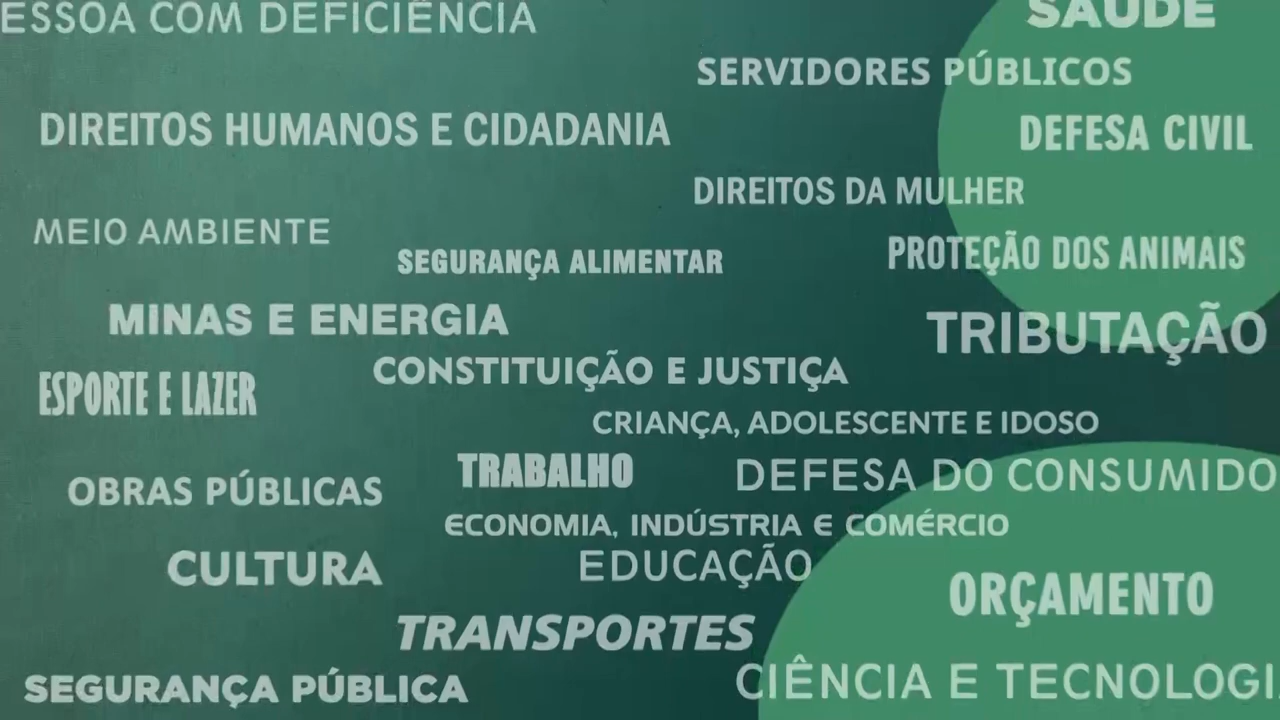 ESSOA COM DEFICIÊNCIA
SAÚDE
SERVIDORES PÚBLICOS
DIREITOS HUMANOS E CIDADANIA
DEFESA CIVIL
DIREITOS DA MULHER
MEIO AMBIENTE
SEGURANÇA ALIMENTAR
PROTEÇÃO DOS ANIMAIS
MINAS E ENERGIA
TRIBUTAÇÃO
CONSTITUIÇÃO E JUSTIÇA
ESPORTE E LAZER
CRIANÇA, ADOLESCENTE E IDOSO
TRABALHO
DEFESA DO CONSUMIDO
OBRAS PÚBLICAS
ECONOMIA, INDÚSTRIA E COMÉRCIO
CULTURA
EDUCAÇÃO
ORÇAMENTO
TRANSPORTES
CIÊNCIA E TECNOLOGI
SEGURANÇA PÚBLICA